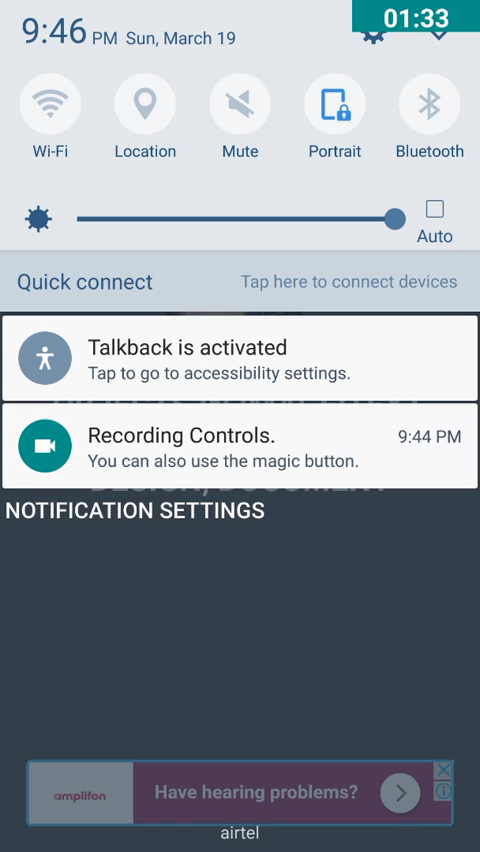 01:33
9:46 PM Sun, March 19
Wi-Fi Location Mute Portrait Bluetooth
Auto
Quick connect Tap here to connect devices
Talkback is activated
Tap to go to accessibility settings.
Recording Controls. 9:44 PM
You can also use the magic button.
DESIGN, DOCUMENT
NOTIFICATION SETTINGS
amplifon Have hearing problems?
airtel